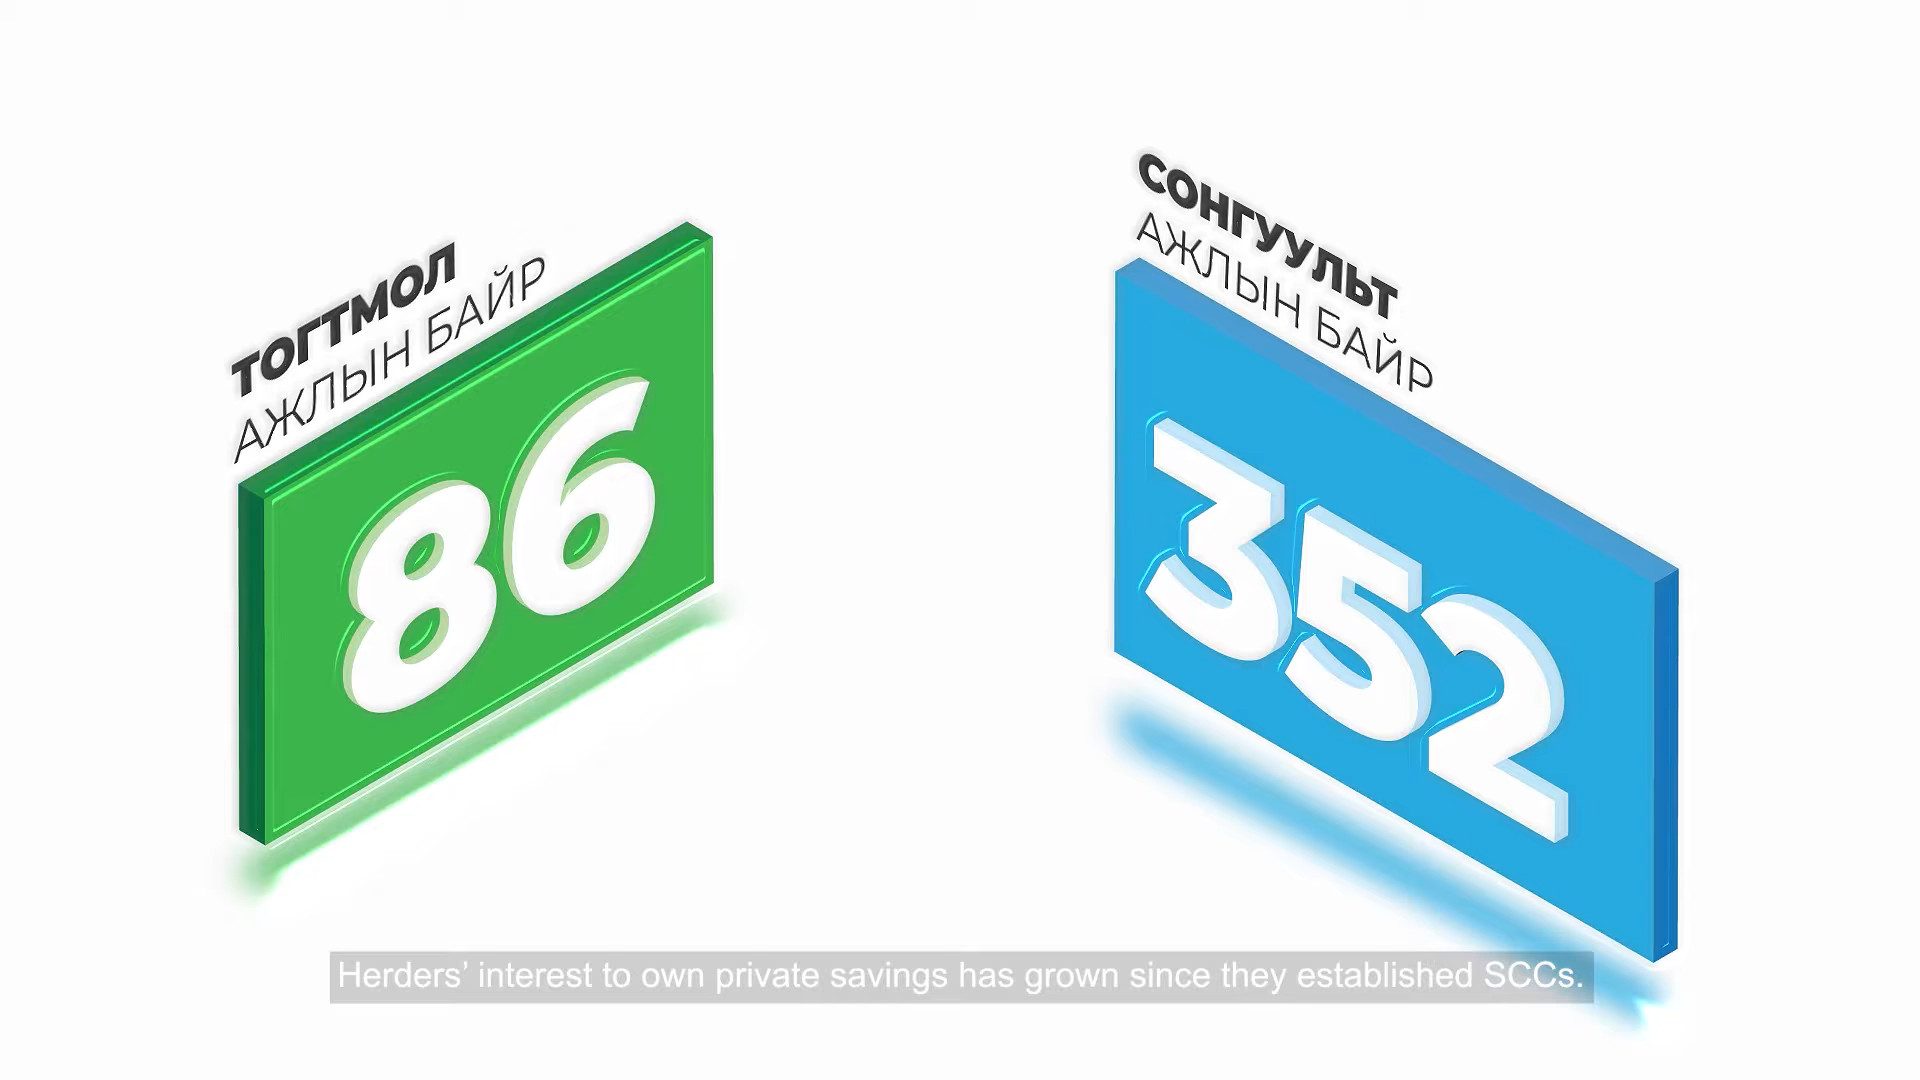 ТОГТМОЛ
АЖЛЫН БАЙР
86
СОНГУУЛЬТ
АЖЛЫН БАЙР
352
Herders’ interest to own private savings has grown since they established SCCs.